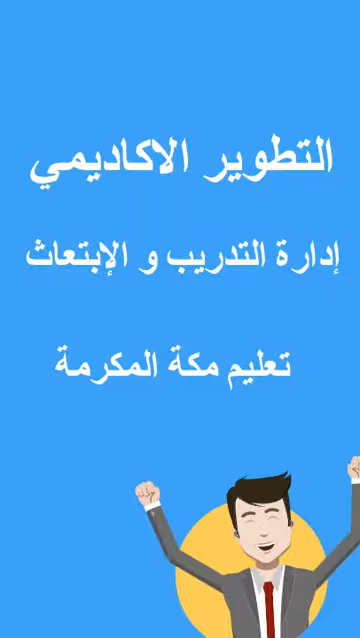 التطوير الاكاديمي
إدارة التدريب و الإبتعاث
تعليم مكة المكرمة